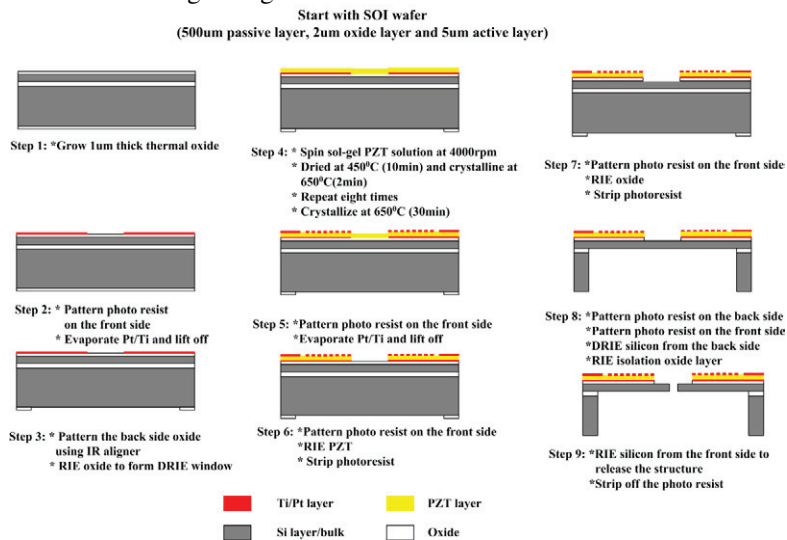 Start with SOI wafer
(500um passive layer, 2um oxide layer and 5um active layer)
Step 1: *Grow 1um thick thermal oxide
Step 2: * Pattern photo resist
on the front side
* Evaporate Pt/Ti and lift off
Step 3: * Pattern the back side oxide
using IR aligner
* RIE oxide to form DRIE window
Step 4: * Spin sol-gel PZT solution at 4000rpm
* Dried at 450⁰C (10min) and crystalline at
650⁰C(2min)
* Repeat eight times
* Crystallize at 650⁰C (30min)
Step 5: *Pattern photo resist on the front side
*Evaporate Pt/Ti and lift off
Step 6: *Pattern photo resist on the front side
*RIE PZT
* Strip photoresist
Step 7: *Pattern photo resist on the front side
*RIE oxide
* Strip photoresist
Step 8: *Pattern photo resist on the back side
*Pattern photo resist on the front side
*DRIE silicon from the back side
*RIE isolation oxide layer
Step 9: *RIE silicon from the front side to
release the structure
*Strip off the photo resist
Ti/Pt layer
PZT layer
Si layer/bulk
Oxide